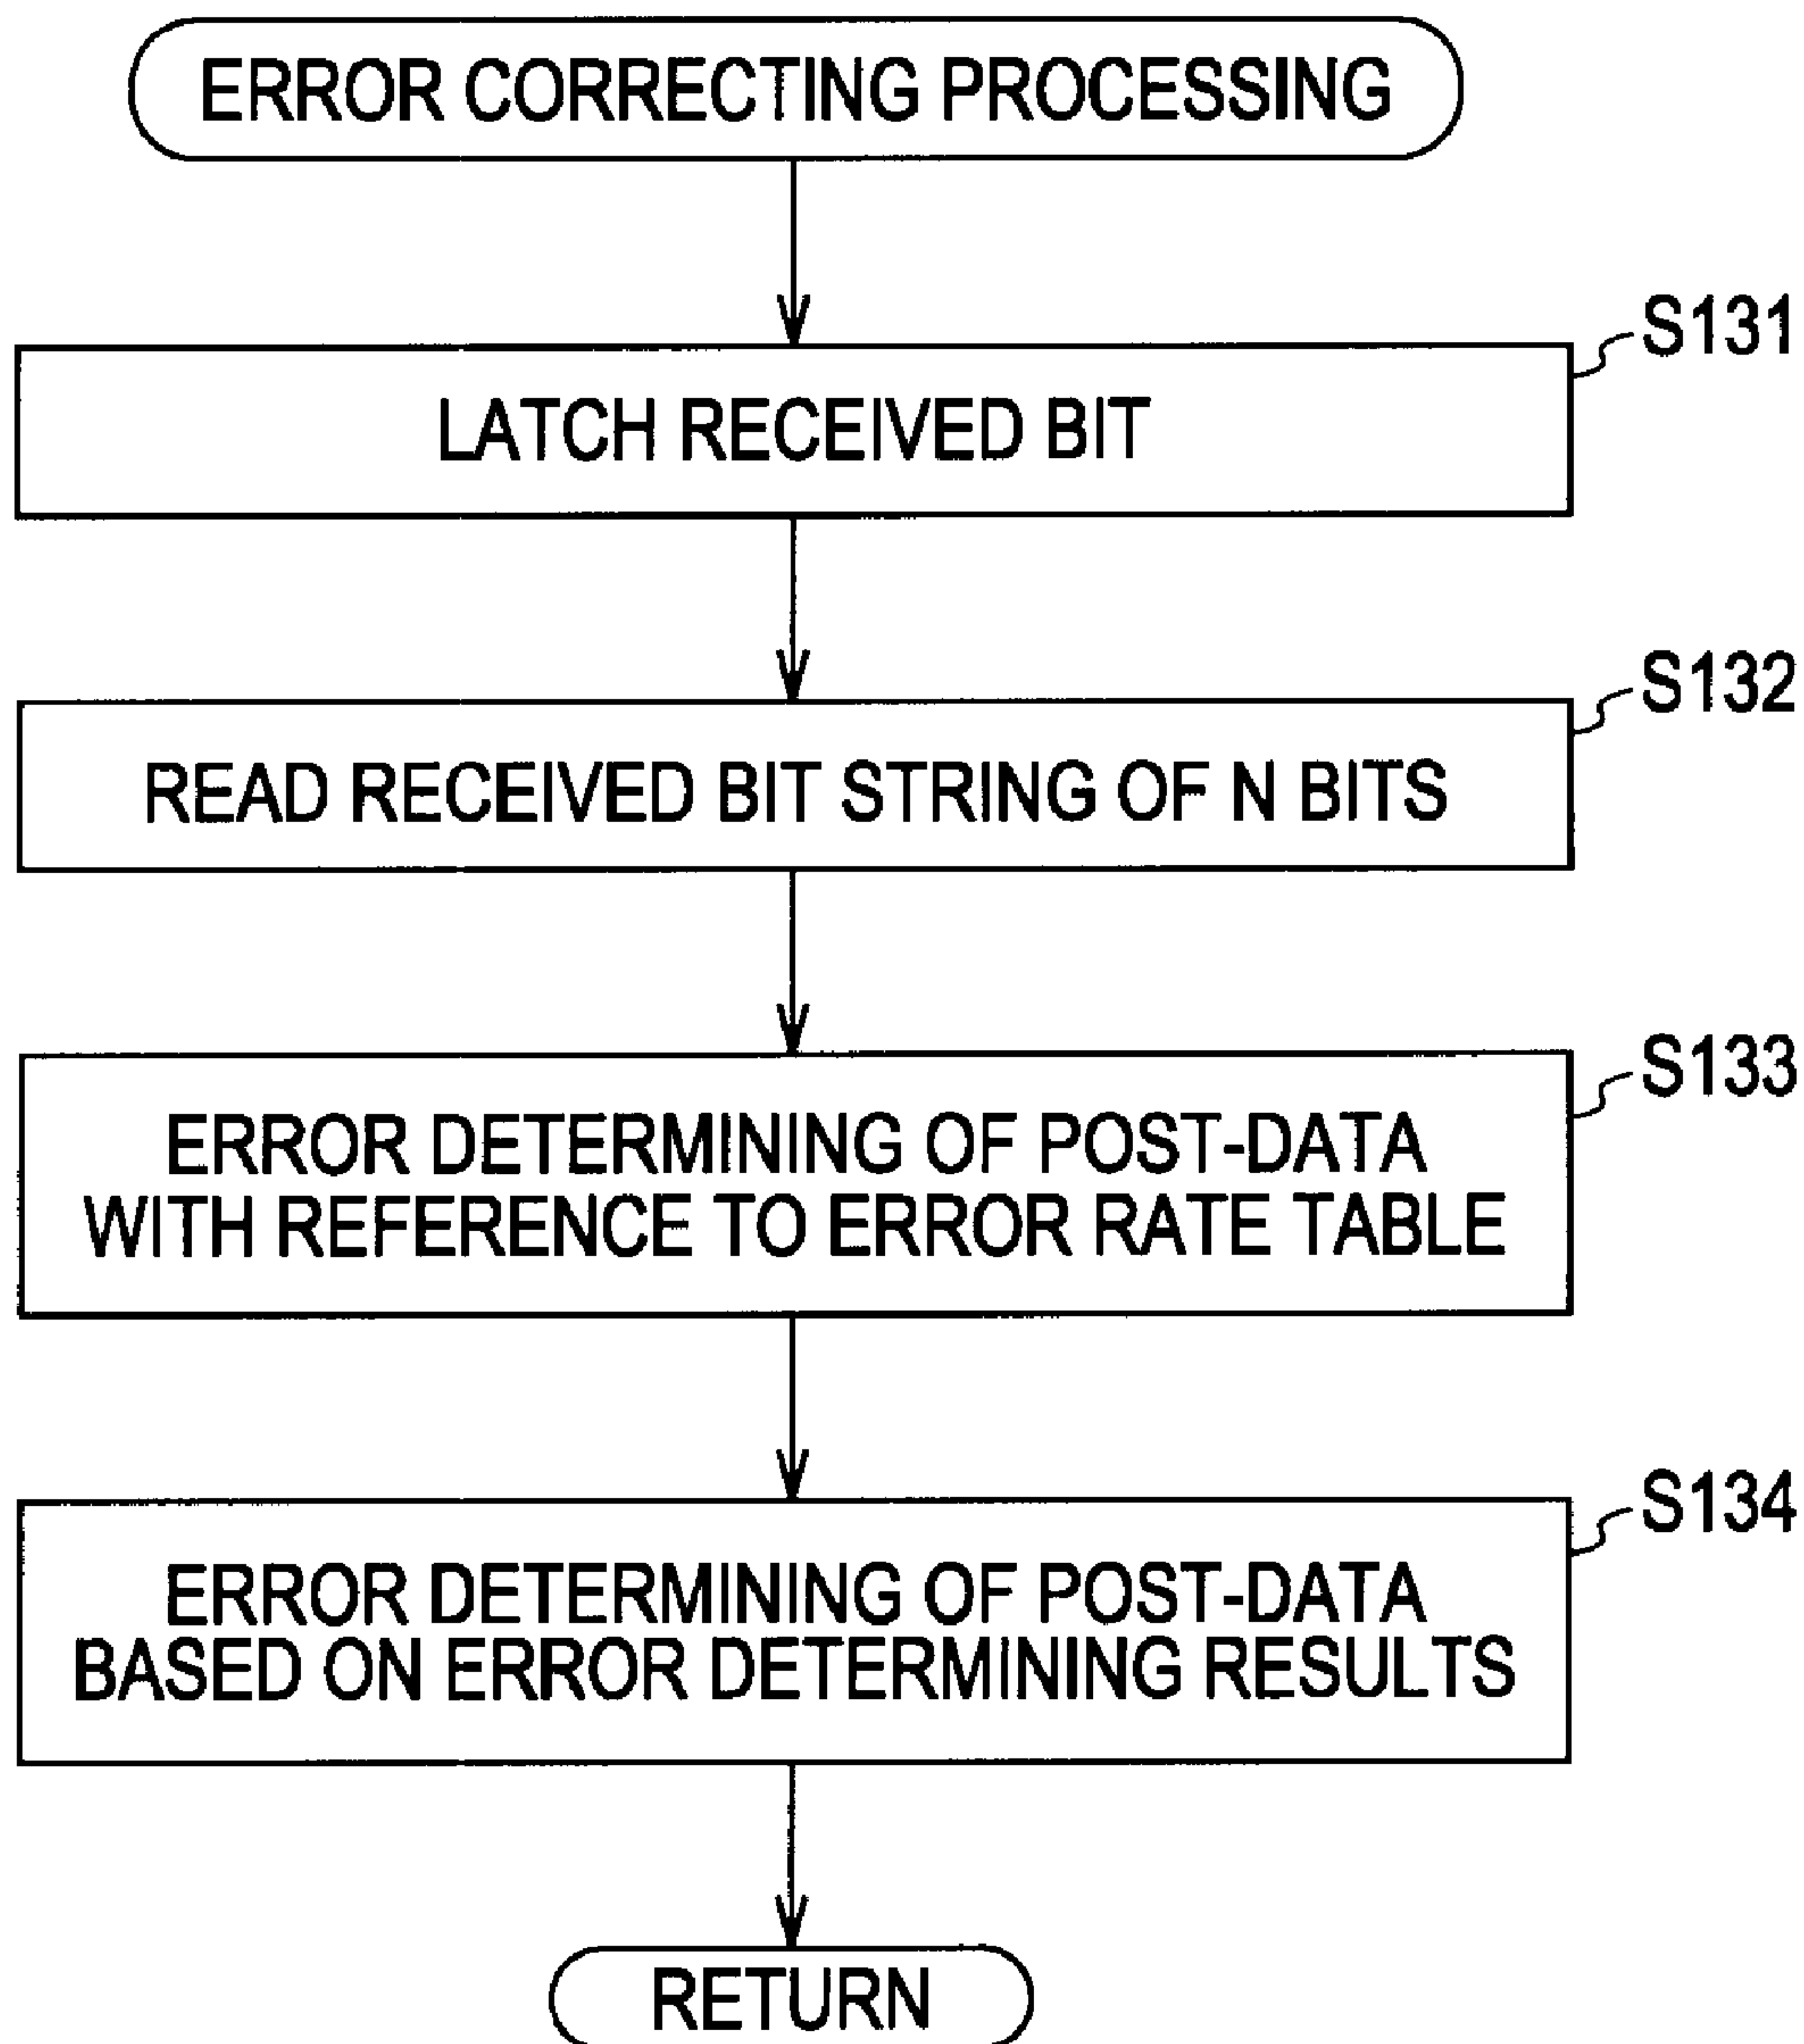 ERROR CORRECTING PROCESSING
S131
LATCH RECEIVED BIT
S132
READ RECEIVED BIT STRING OF N BITS
S133
ERROR DETERMINING OF POST-DATA
WITH REFERENCE TO ERROR RATE TABLE
S134
ERROR DETERMINING OF POST-DATA
BASED ON ERROR DETERMINING RESULTS
RETURN